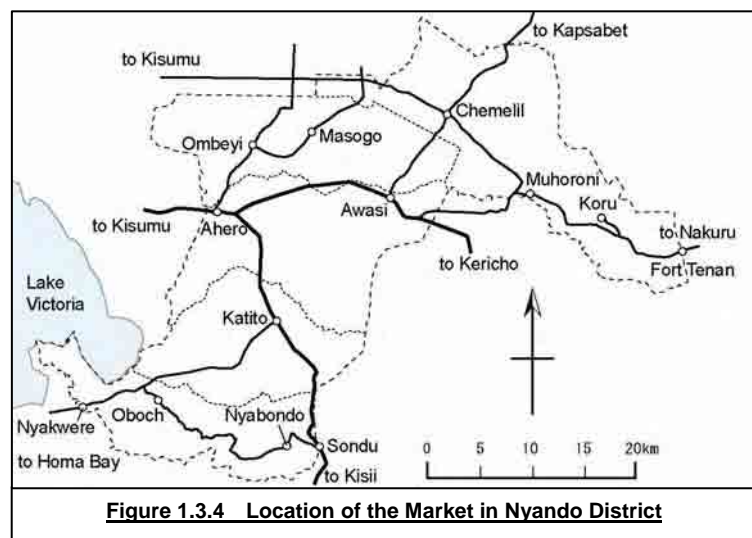 to Kapsabet
to Kisumu
Chemelil
Masogo
Ombeyi
Muhoroni
Koru
Awasi
to Nakuru
to Kisumu
Ahero
to Kericho
Fort Tenan
Lake
Victoria
Katito
Oboch
Nyabondo
Nyakwere
Sondu
0 5 10 15 20km
to Homa Bay
to Kisii
Figure 1.3.4 Location of the Market in Nyando District